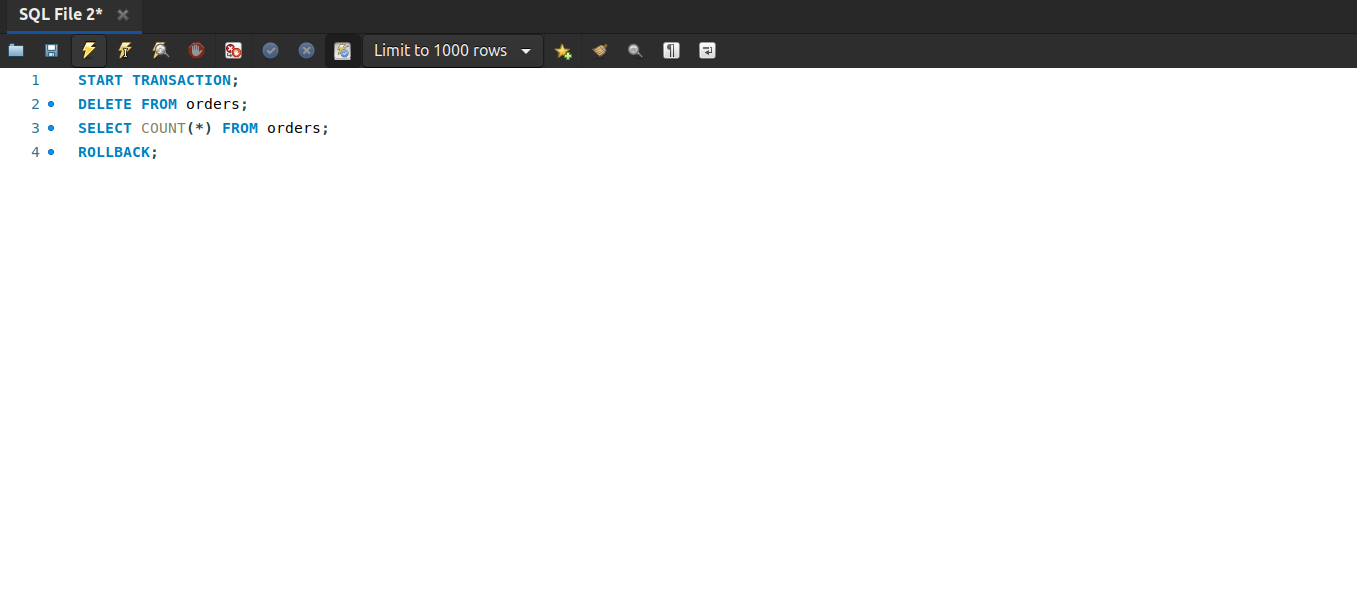 SQL File 2*
Limit to 1000 rows
1 START TRANSACTION;
2 DELETE FROM orders;
3 SELECT COUNT(*) FROM orders;
4 ROLLBACK;